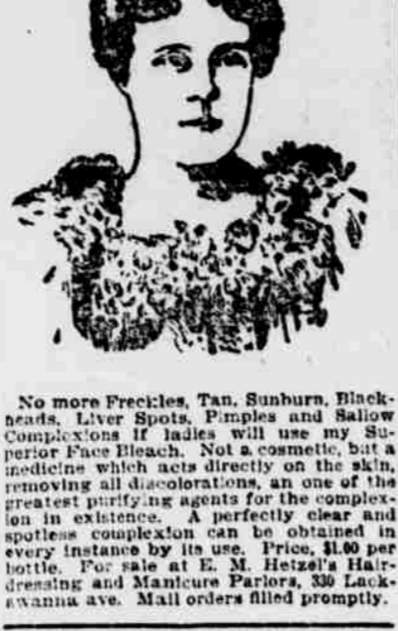 No more Freckles, Tan, Sunburn, Black-
heads, Liver Spots, Pimples and Sallow
Complexions if ladies will use my Su-
perior Face Bleach. Not a cosmetic, but a
medicine which acts directly on the skin,
removing all discolorations, an one of the
greatest purifying agents for the complex-
ion in existence. A perfectly clear and
spotless complexion can be obtained in
every instance by its use. Price, $1.00 per
bottle. For sale at E. M. Hetzel's Hair-
dressing and Manicure Parlors, 330 Lack-
awanna ave. Mail orders filled promptly.